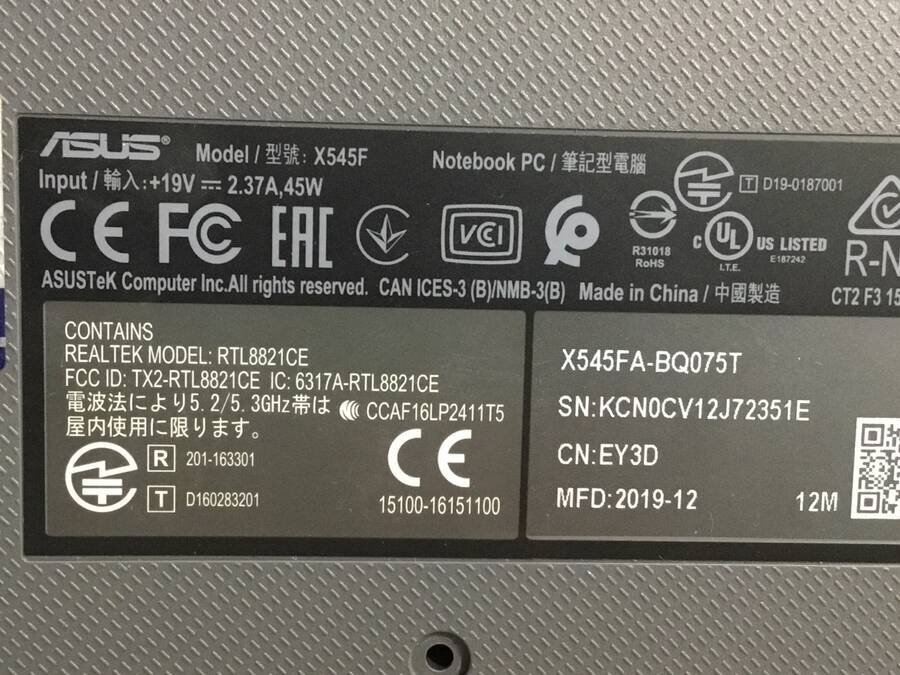 ASUS® Model / 型號: X545F Notebook PC / 筆記型電腦 T D19-0187001
Input / 輸入:+19V 2.37A,45W
CE FC EAC VCI R31018 RoHS c UL US LISTED I.T.E. E187242 R-N
ASUSTeK Computer Inc.All rights reserved. CAN ICES-3 (B)/NMB-3(B) Made in China / 中國製造 CT2 F3 15
CONTAINS
REALTEK MODEL: RTL8821CE
FCC ID: TX2-RTL8821CE IC: 6317A-RTL8821CE
電波法により5.2/5.3GHz帯は CCAF16LP2411T5
屋内使用に限ります。
R 201-163301
T D160283201
CE
15100-16151100
X545FA-BQ075T
SN:KCN0CV12J72351E
CN:EY3D
MFD:2019-12 12M